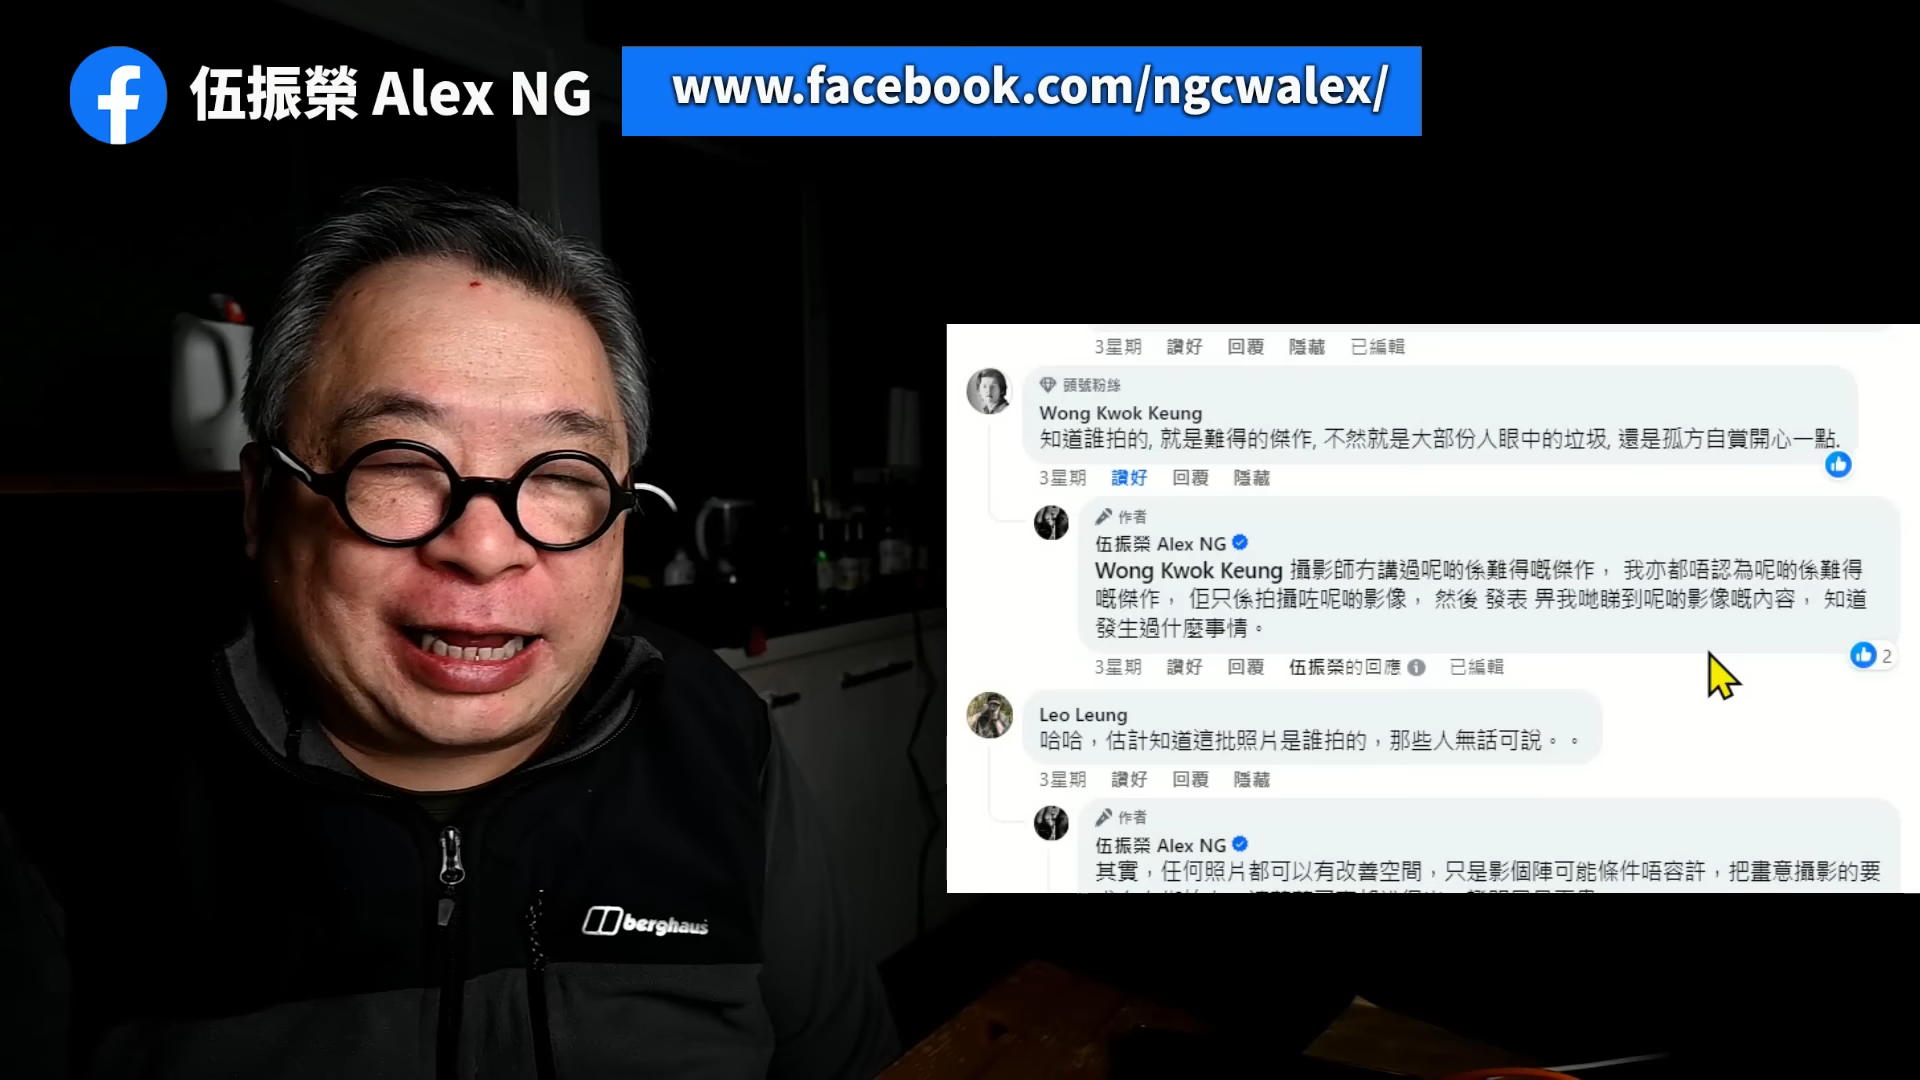 伍振榮 Alex NG
www.facebook.com/ngcwalex/
3星期 讚好 回覆 隱藏 已編輯
頭號粉絲
Wong Kwok Keung
知道誰拍的, 就是難得的傑作, 不然就是大部份人眼中的垃圾, 還是孤方自賞開心一點.
3星期 讚好 回覆 隱藏
作者
伍振榮 Alex NG
Wong Kwok Keung 攝影師冇講過呢啲係難得嘅傑作， 我亦都唔認為呢啲係難得
嘅傑作， 佢只係拍攝咗呢啲影像， 然後 發表 畀我哋睇到呢啲影像嘅內容， 知道
發生過什麼事情。
2
3星期 讚好 回覆 伍振榮的回應 已編輯
Leo Leung
哈哈，估計知道這批照片是誰拍的，那些人無話可說。。
3星期 讚好 回覆 隱藏
作者
伍振榮 Alex NG
其實，任何照片都可以有改善空間，只是影個陣可能條件唔容許，把畫意攝影的要
berghaus